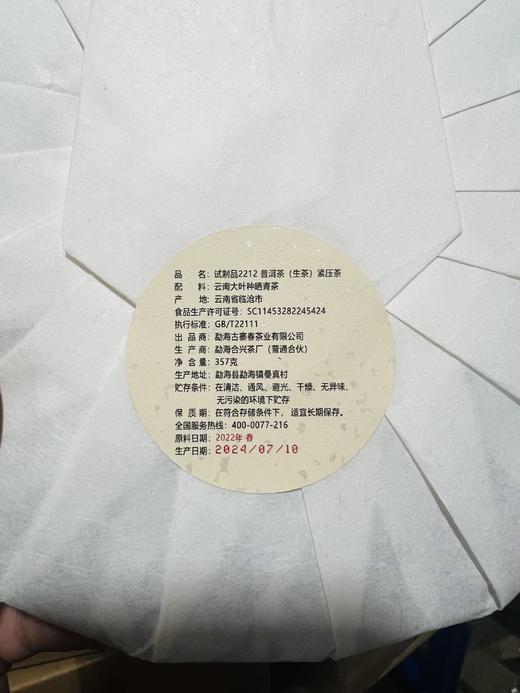 品　　名：试制品2212 普洱茶（生茶）紧压茶
配　　料：云南大叶种晒青茶
产　　地：云南省临沧市
食品生产许可证号：SC11453282245424
执行标准：GB/T22111
出 品 商：勐海古寨春茶业有限公司
生 产 商：勐海合兴茶厂（普通合伙）
净 含 量：357克
生产地址：勐海县勐海镇曼真村
贮存条件：在清洁、通风、避光、干燥、无异味、
无污染的环境下贮存
保 质 期：在符合存储条件下，适宜长期保存。
全国服务热线：400-0077-216
原料日期：2022年·春
生产日期：2024/07/10